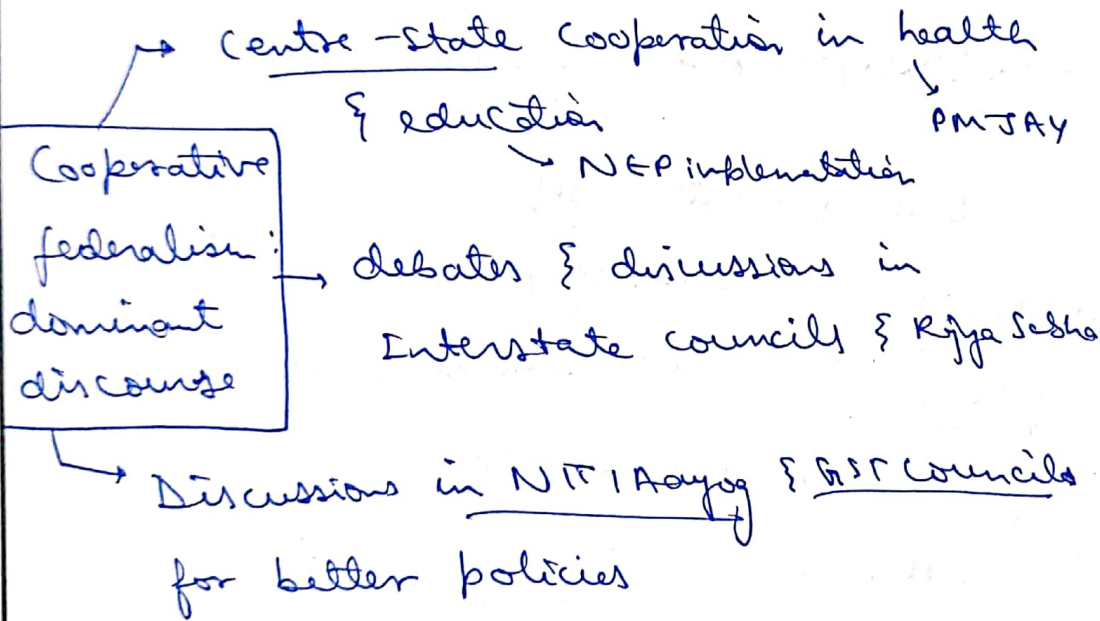 Centre-state cooperation in health
& education
PMJAY
NEP implementation
Cooperative
federalism:
dominant
discourse
debates & discussions in
Interstate councils & Rajya Sabha
Discussions in NITI Aayog & GST Councils
for better policies